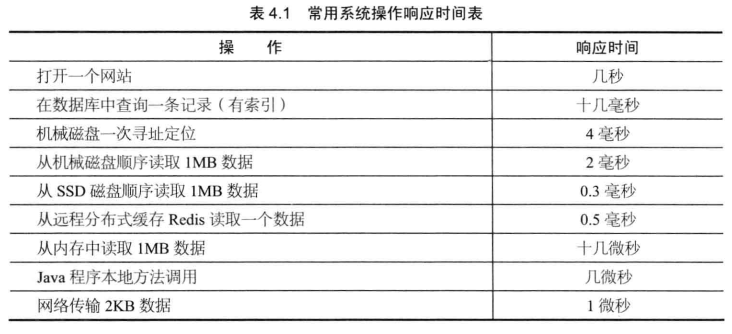 表 4.1 常用系统操作响应时间表
操 作 响应时间
打开一个网站 几秒
在数据库中查询一条记录（有索引） 十几毫秒
机械磁盘一次寻址定位 4 毫秒
从机械磁盘顺序读取 1MB 数据 2 毫秒
从 SSD 磁盘顺序读取 1MB 数据 0.3 毫秒
从远程分布式缓存 Redis 读取一个数据 0.5 毫秒
从内存中读取 1MB 数据 十几微秒
Java 程序本地方法调用 几微秒
网络传输 2KB 数据 1 微秒